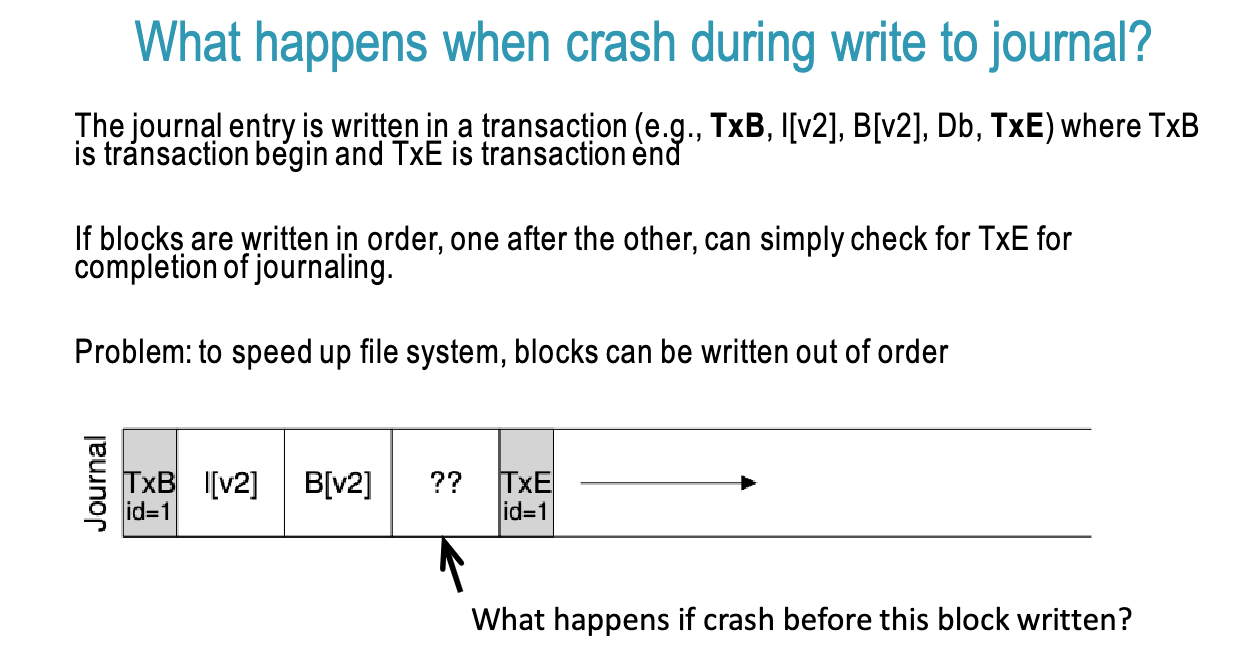 What happens when crash during write to journal?
The journal entry is written in a transaction (e.g., TxB, I[v2], B[v2], Db, TxE) where TxB
is transaction begin and TxE is transaction end
If blocks are written in order, one after the other, can simply check for TxE for
completion of journaling.
Problem: to speed up file system, blocks can be written out of order
Journal
TxB I[v2] B[v2] ?? TxE
id=1 id=1
What happens if crash before this block written?